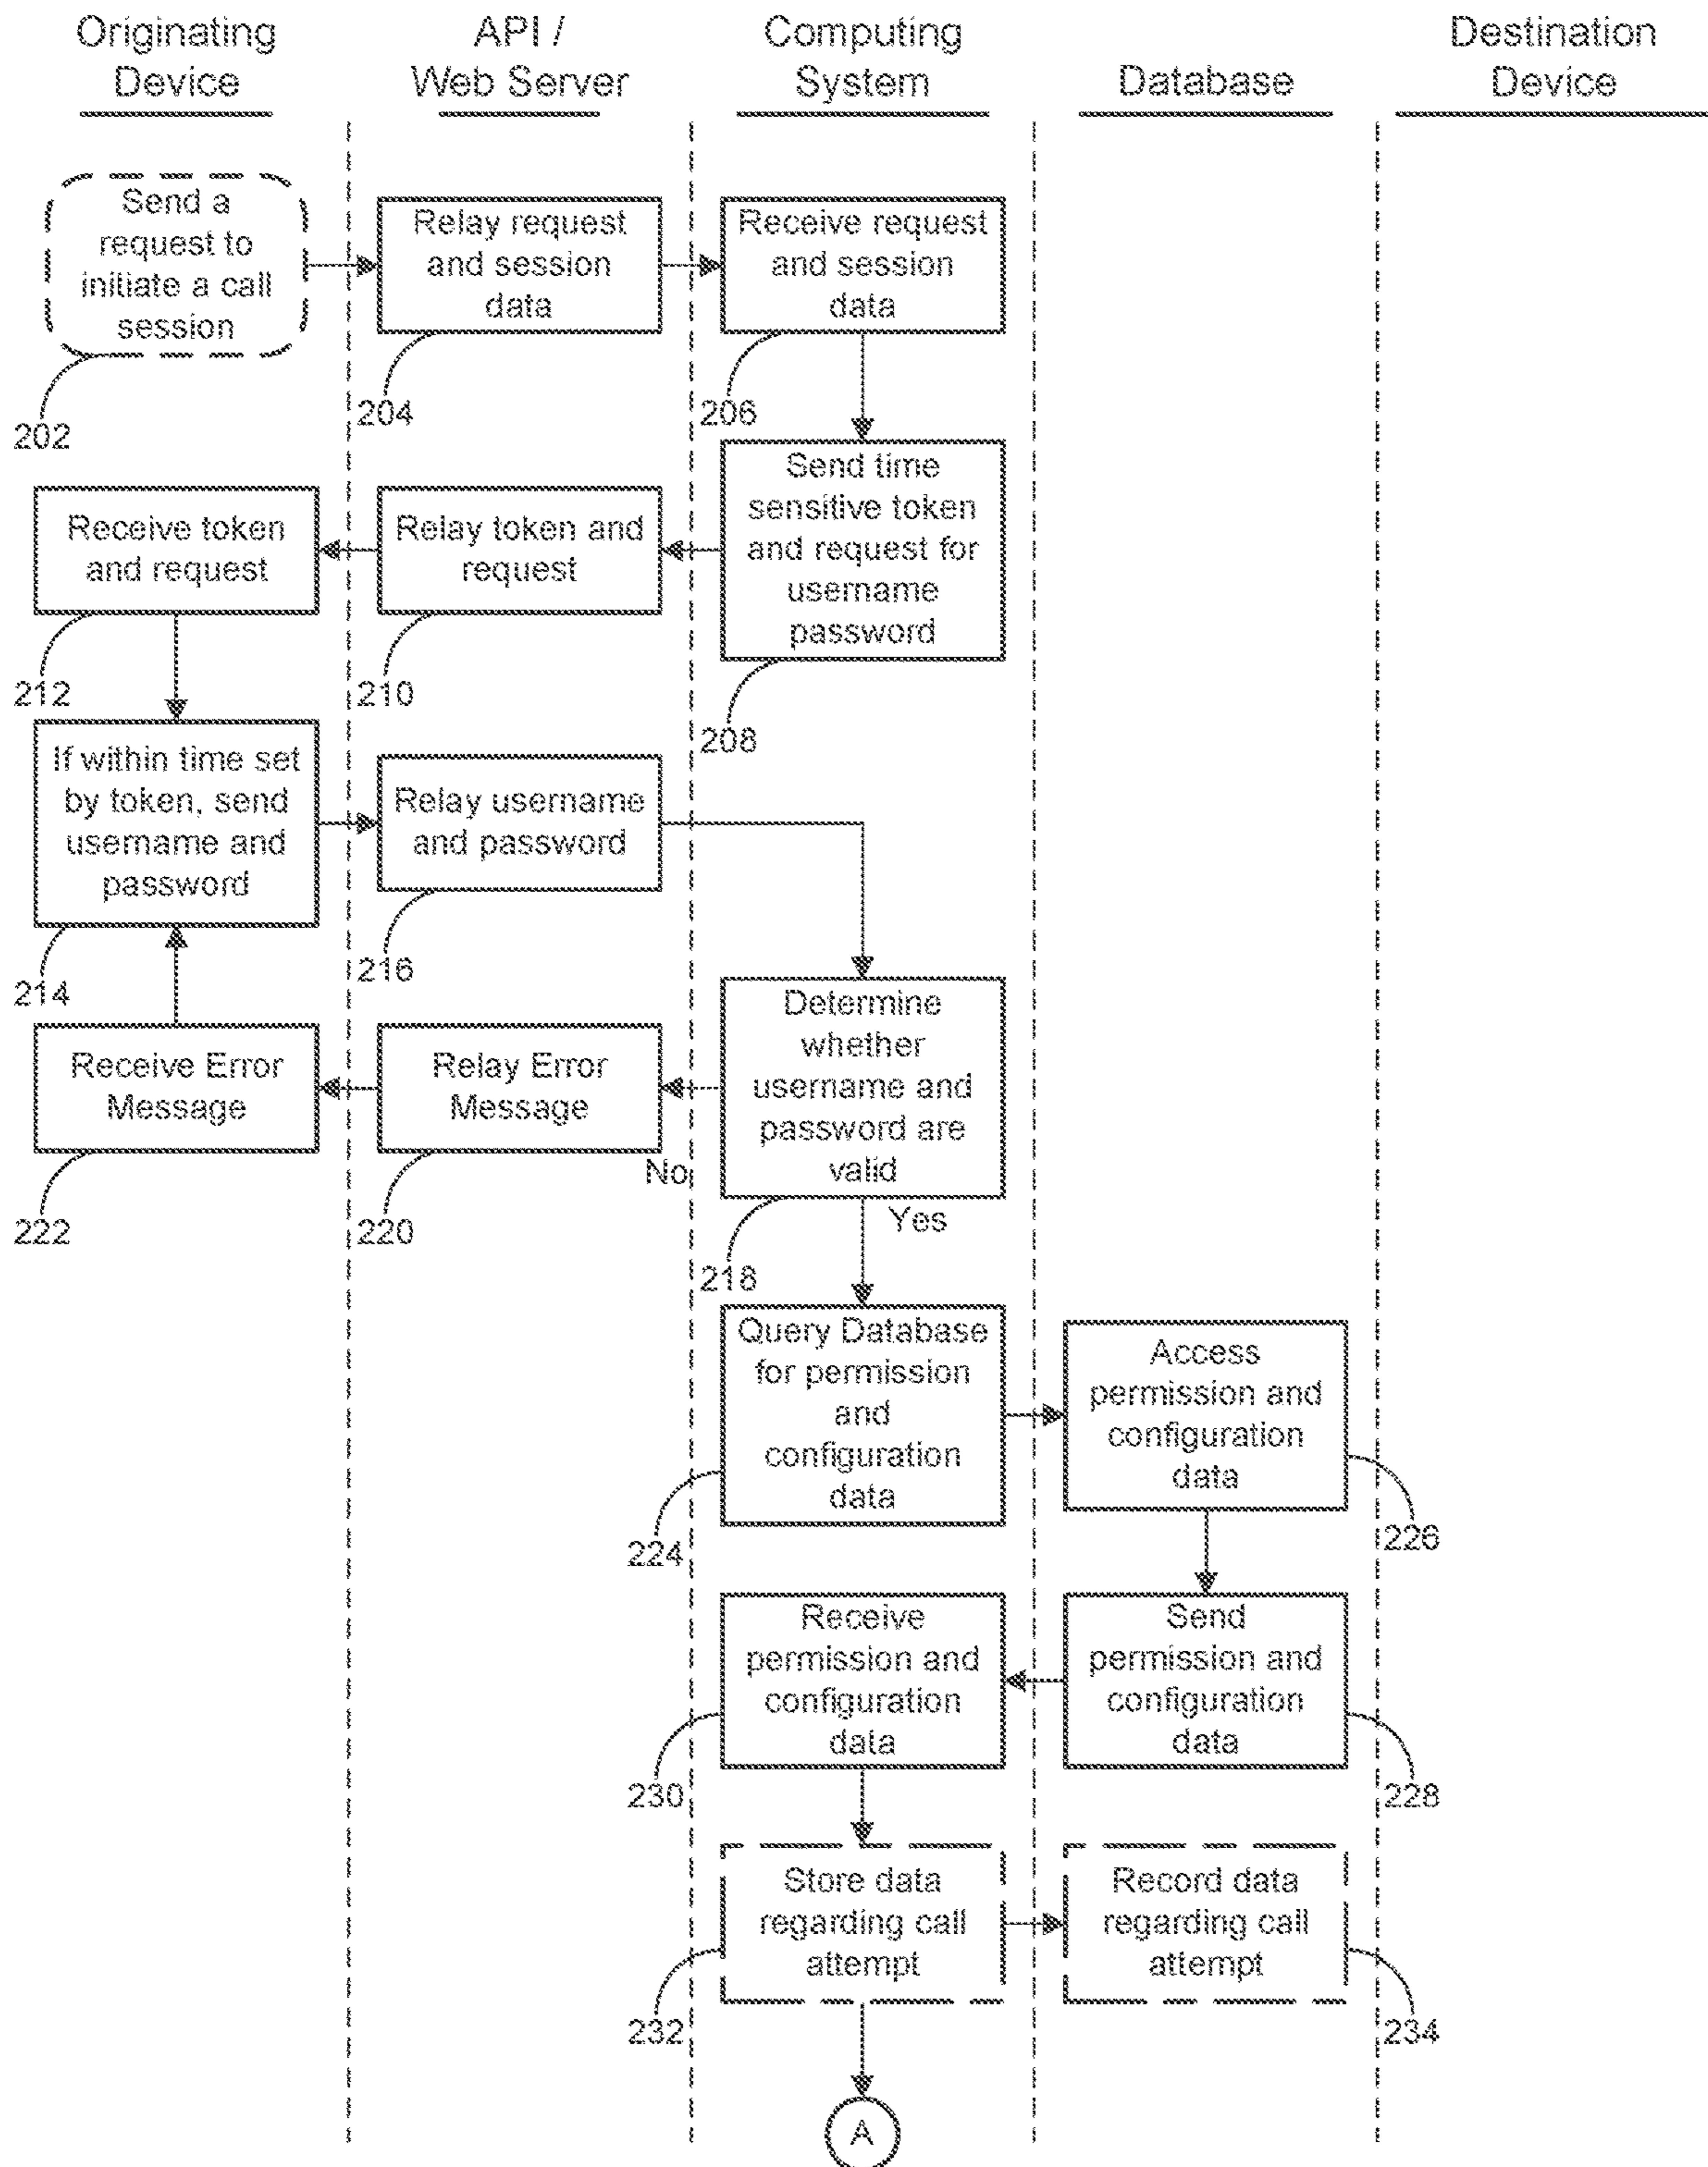 Originating
Device
API /
Web Server
Computing
System
Database
Destination
Device
Send a
request to
initiate a call
session
202
Relay request
and session
data
204
Receive request
and session
data
206
Send time
sensitive token
and request for
username
password
208
Relay token and
request
210
Receive token
and request
212
If within time set
by token, send
username and
password
214
Relay username
and password
216
Determine
whether
username and
password are
valid
218
No
Yes
Relay Error
Message
220
Receive Error
Message
222
Query Database
for permission
and
configuration
data
224
Access
permission and
configuration
data
226
Send
permission and
configuration
data
228
Receive
permission and
configuration
data
230
Store data
regarding call
attempt
232
Record data
regarding call
attempt
234
A